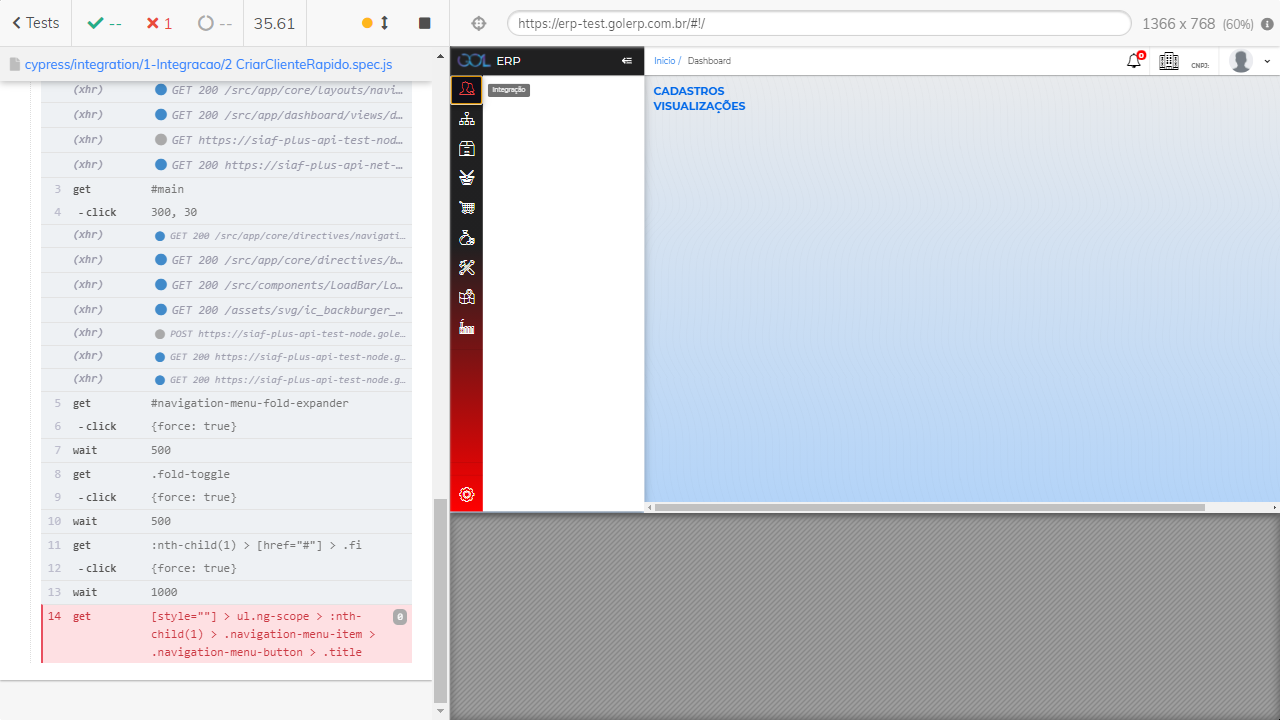 Tests
--
1
--
35.61
https://erp-test.golerp.com.br/#!/
1366 x 768 (60%)
cypress/integration/1-Integracao/2 CriarClienteRapido.spec.js
(xhr) GET 200 /src/app/core/layouts/navi...
(xhr) GET 200 /src/app/dashboard/views/d...
(xhr) GET https://siaf-plus-api-test-nod...
(xhr) GET 200 https://siaf-plus-api-net-...
3 get #main
4 -click 300, 30
(xhr) GET 200 /src/app/core/directives/navigati...
(xhr) GET 200 /src/app/core/directives/b...
(xhr) GET 200 /src/components/LoadBar/Lo...
(xhr) GET 200 /assets/svg/ic_backburger_...
(xhr) POST https://siaf-plus-api-test-node.gole...
(xhr) GET 200 https://siaf-plus-api-test-node.g...
(xhr) GET 200 https://siaf-plus-api-test-node.g...
5 get #navigation-menu-fold-expander
6 -click {force: true}
7 wait 500
8 get .fold-toggle
9 -click {force: true}
10 wait 500
11 get :nth-child(1) > [href="#"] > .fi
12 -click {force: true}
13 wait 1000
14 get [style=""] > ul.ng-scope > :nth-
child(1) > .navigation-menu-item >
.navigation-menu-button > .title
0
GOL ERP
Início / Dashboard
0
Integração
CADASTROS
VISUALIZAÇÕES